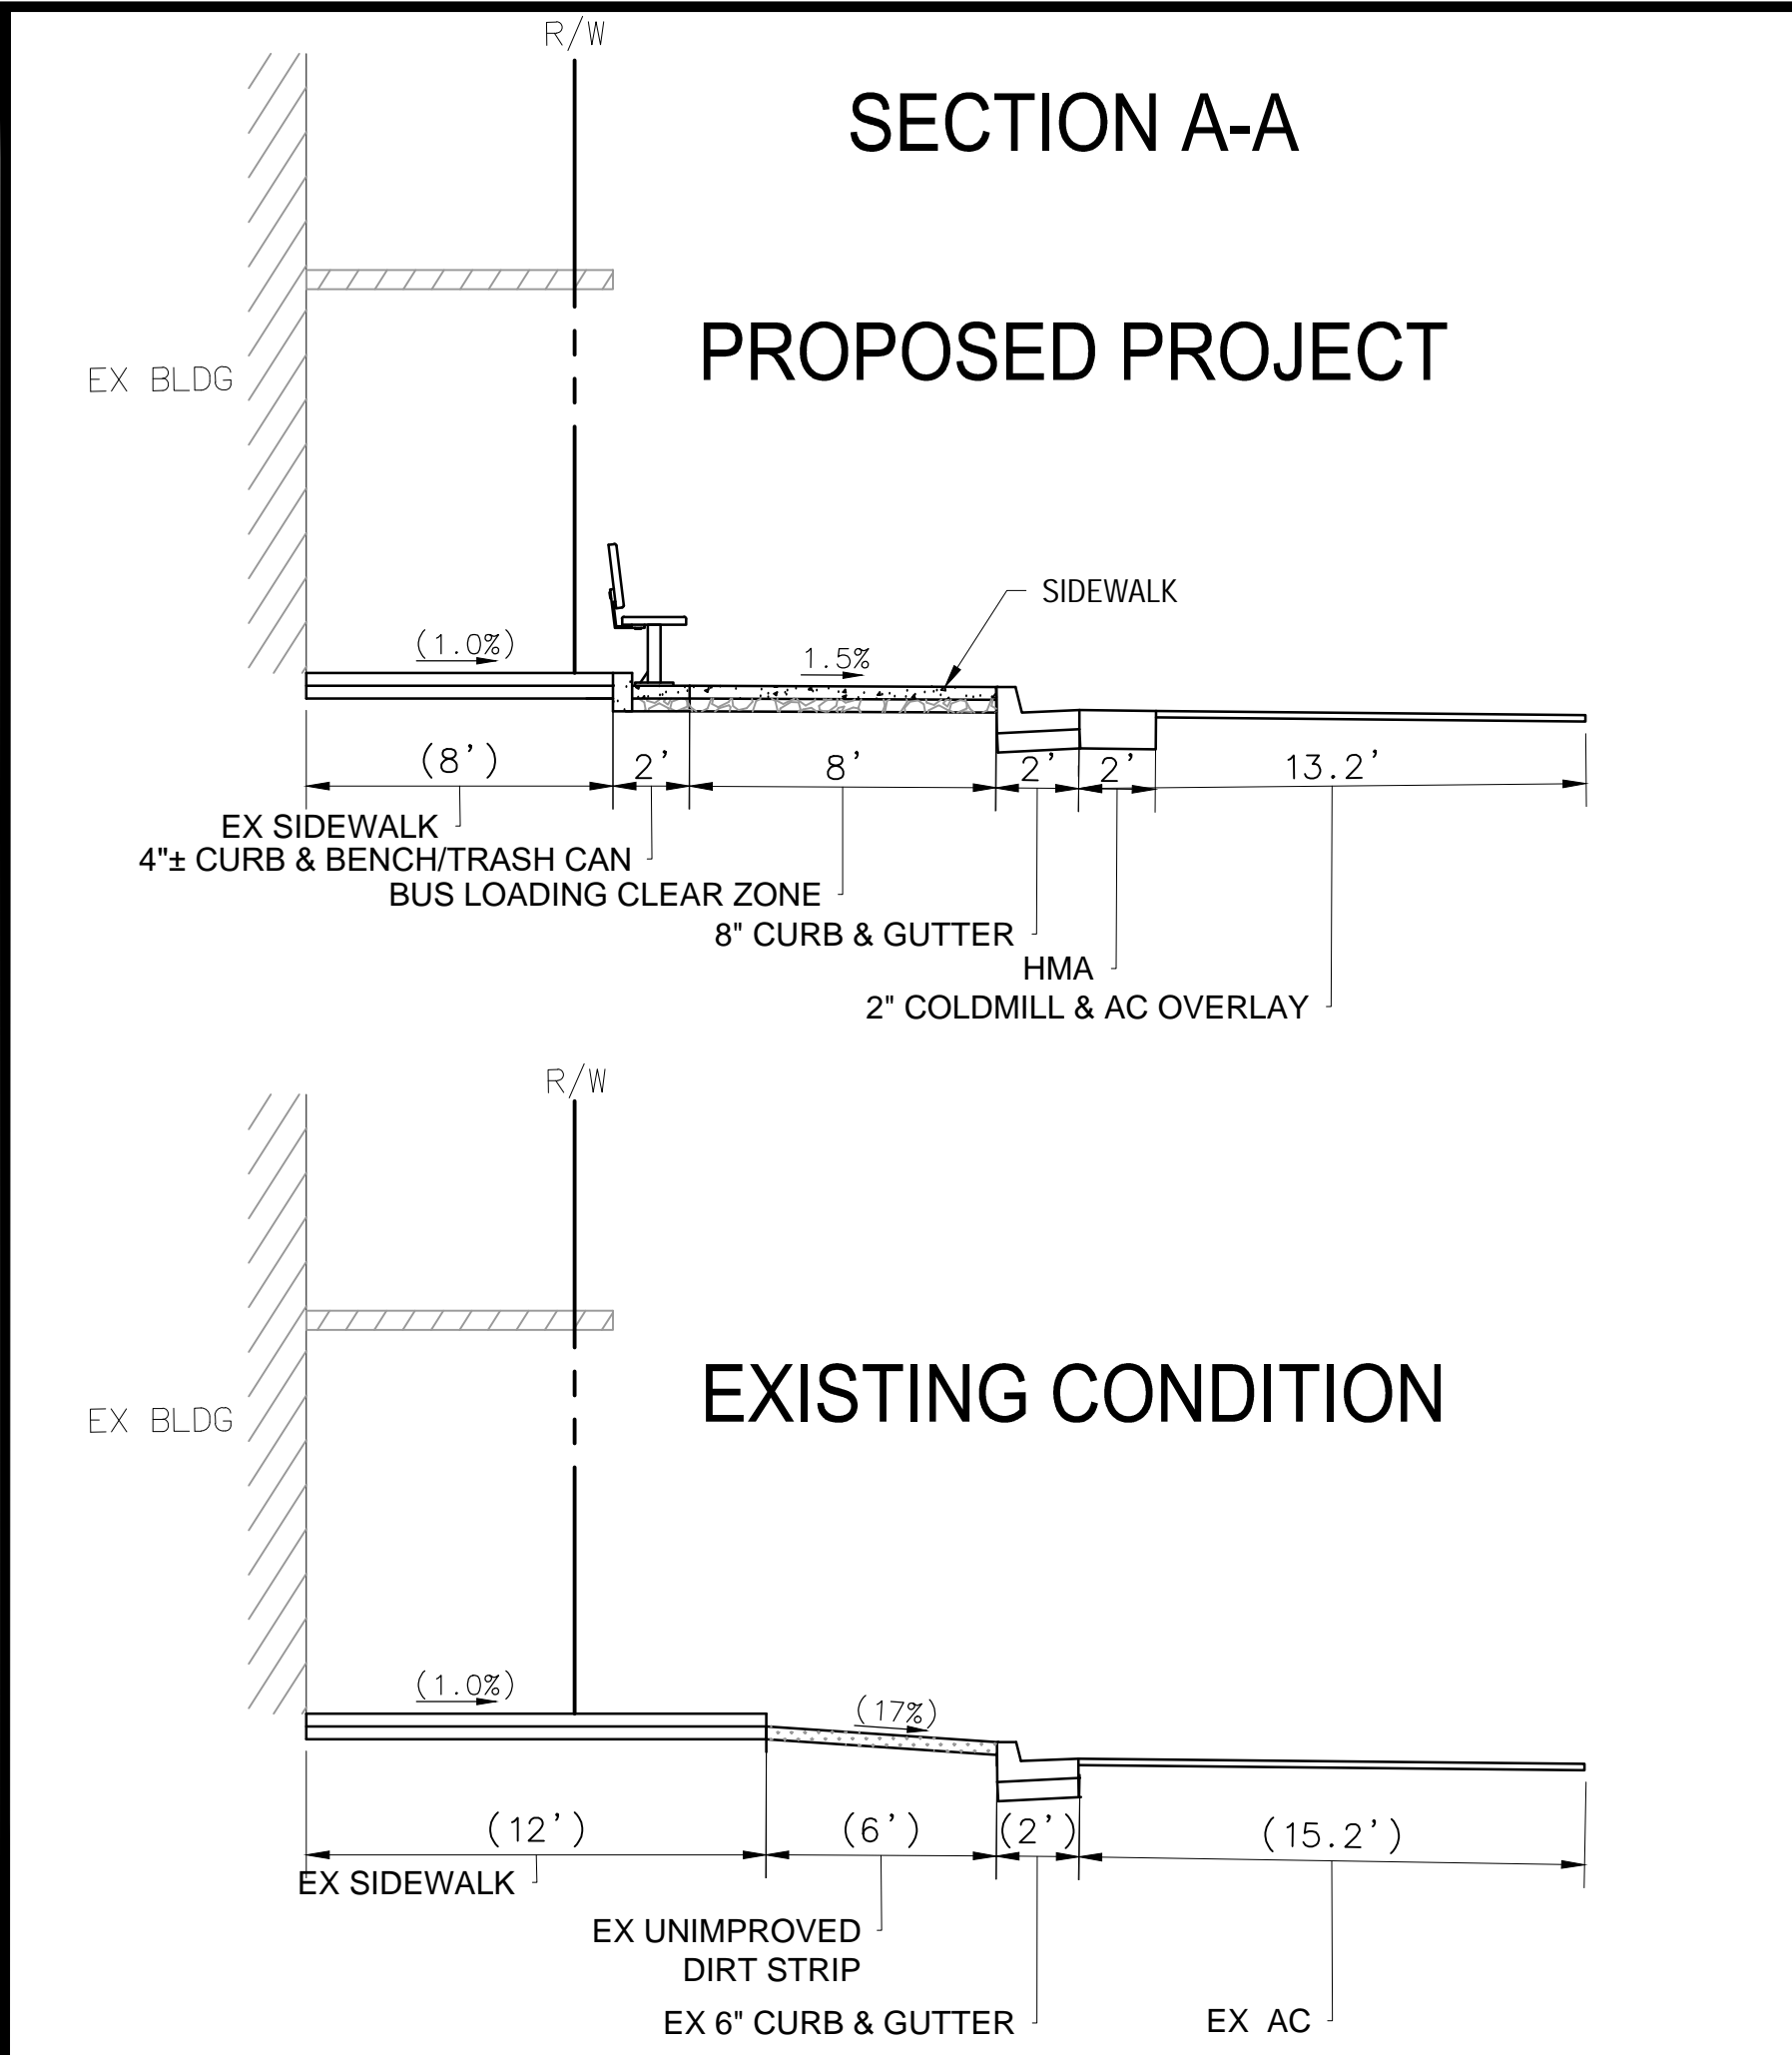 R/W
SECTION A-A
PROPOSED PROJECT
EX BLDG
SIDEWALK
(1.0%)
1.5%
(8')
2'
8'
2'
2'
13.2'
EX SIDEWALK
4"± CURB & BENCH/TRASH CAN
BUS LOADING CLEAR ZONE
8" CURB & GUTTER
HMA
2" COLDMILL & AC OVERLAY
R/W
EXISTING CONDITION
EX BLDG
(1.0%)
(17%)
(12')
(6')
(2')
(15.2')
EX SIDEWALK
EX UNIMPROVED
DIRT STRIP
EX 6" CURB & GUTTER
EX AC